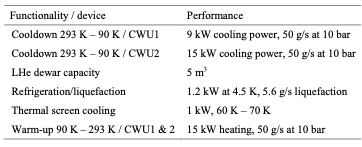 Functionality / device Performance
Cooldown 293 K – 90 K / CWU1 9 kW cooling power, 50 g/s at 10 bar
Cooldown 293 K – 90 K / CWU2 15 kW cooling power, 50 g/s at 10 bar
LHe dewar capacity 5 m³
Refrigeration/liquefaction 1.2 kW at 4.5 K, 5.6 g/s liquefaction
Thermal screen cooling 1 kW, 60 K – 70 K
Warm-up 90 K – 293 K / CWU1 & 2 15 kW heating, 50 g/s at 10 bar